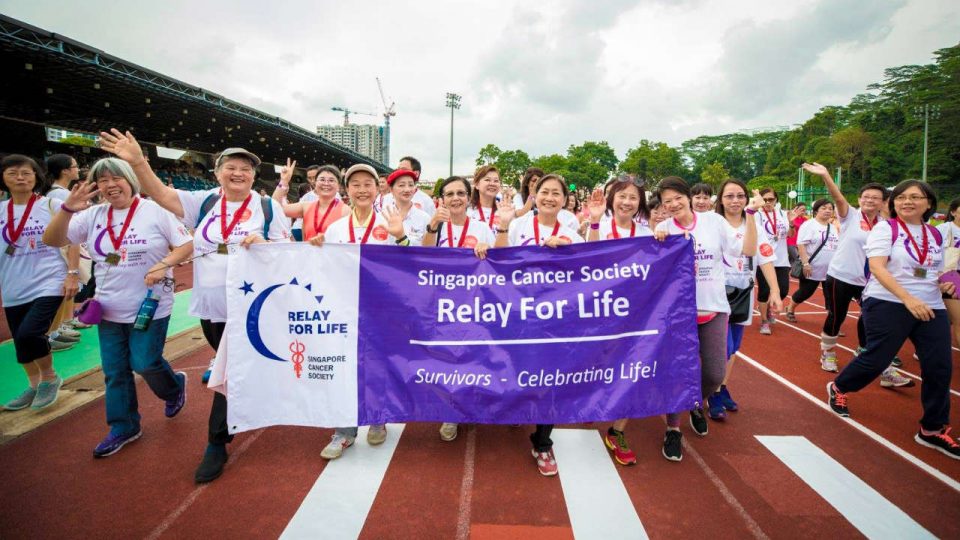 Singapore Cancer Society
Relay For Life
Survivors - Celebrating Life!
RELAY
FOR LIFE
SINGAPORE
CANCER
SOCIETY